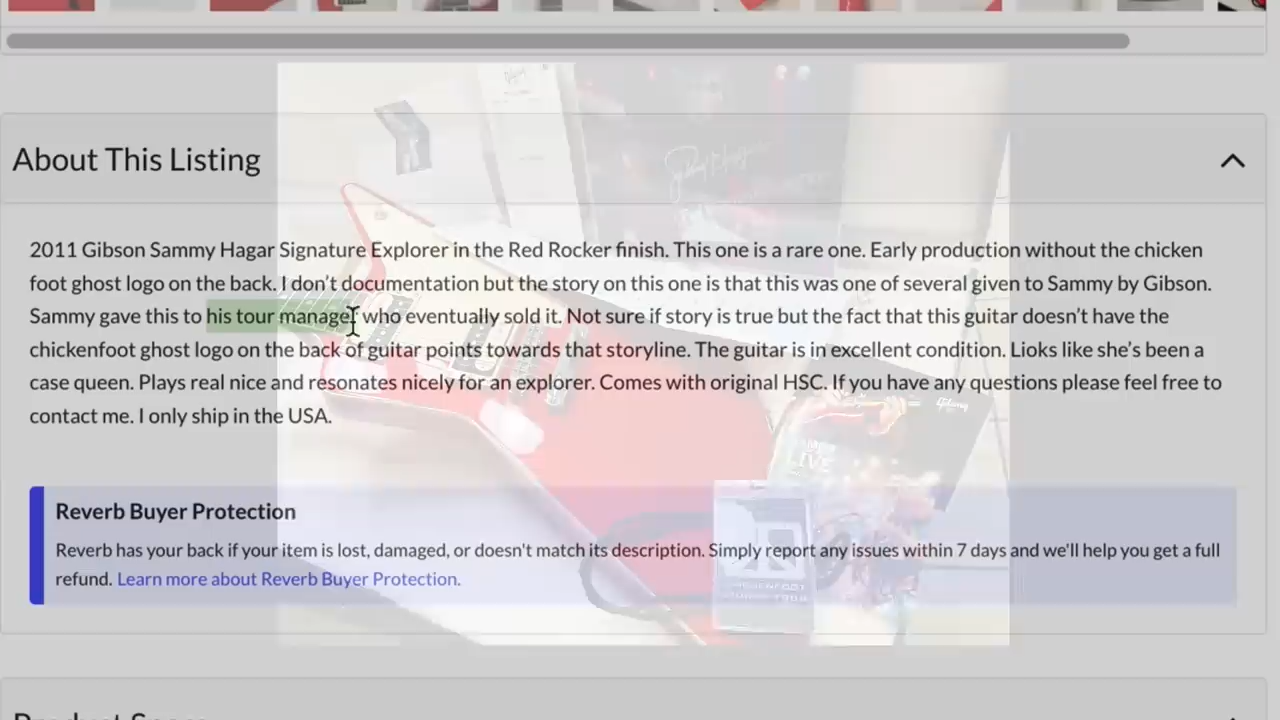 About This Listing
2011 Gibson Sammy Hagar Signature Explorer in the Red Rocker finish. This one is a rare one. Early production without the chicken
foot ghost logo on the back. I don't documentation but the story on this one is that this was one of several given to Sammy by Gibson.
Sammy gave this to his tour manager who eventually sold it. Not sure if story is true but the fact that this guitar doesn't have the
chickenfoot ghost logo on the back of guitar points towards that storyline. The guitar is in excellent condition. Lioks like she's been a
case queen. Plays real nice and resonates nicely for an explorer. Comes with original HSC. If you have any questions please feel free to
contact me. I only ship in the USA.
Gibson
LIVE
Reverb Buyer Protection
Reverb has your back if your item is lost, damaged, or doesn't match its description. Simply report any issues within 7 days and we'll help you get a full
refund. Learn more about Reverb Buyer Protection.